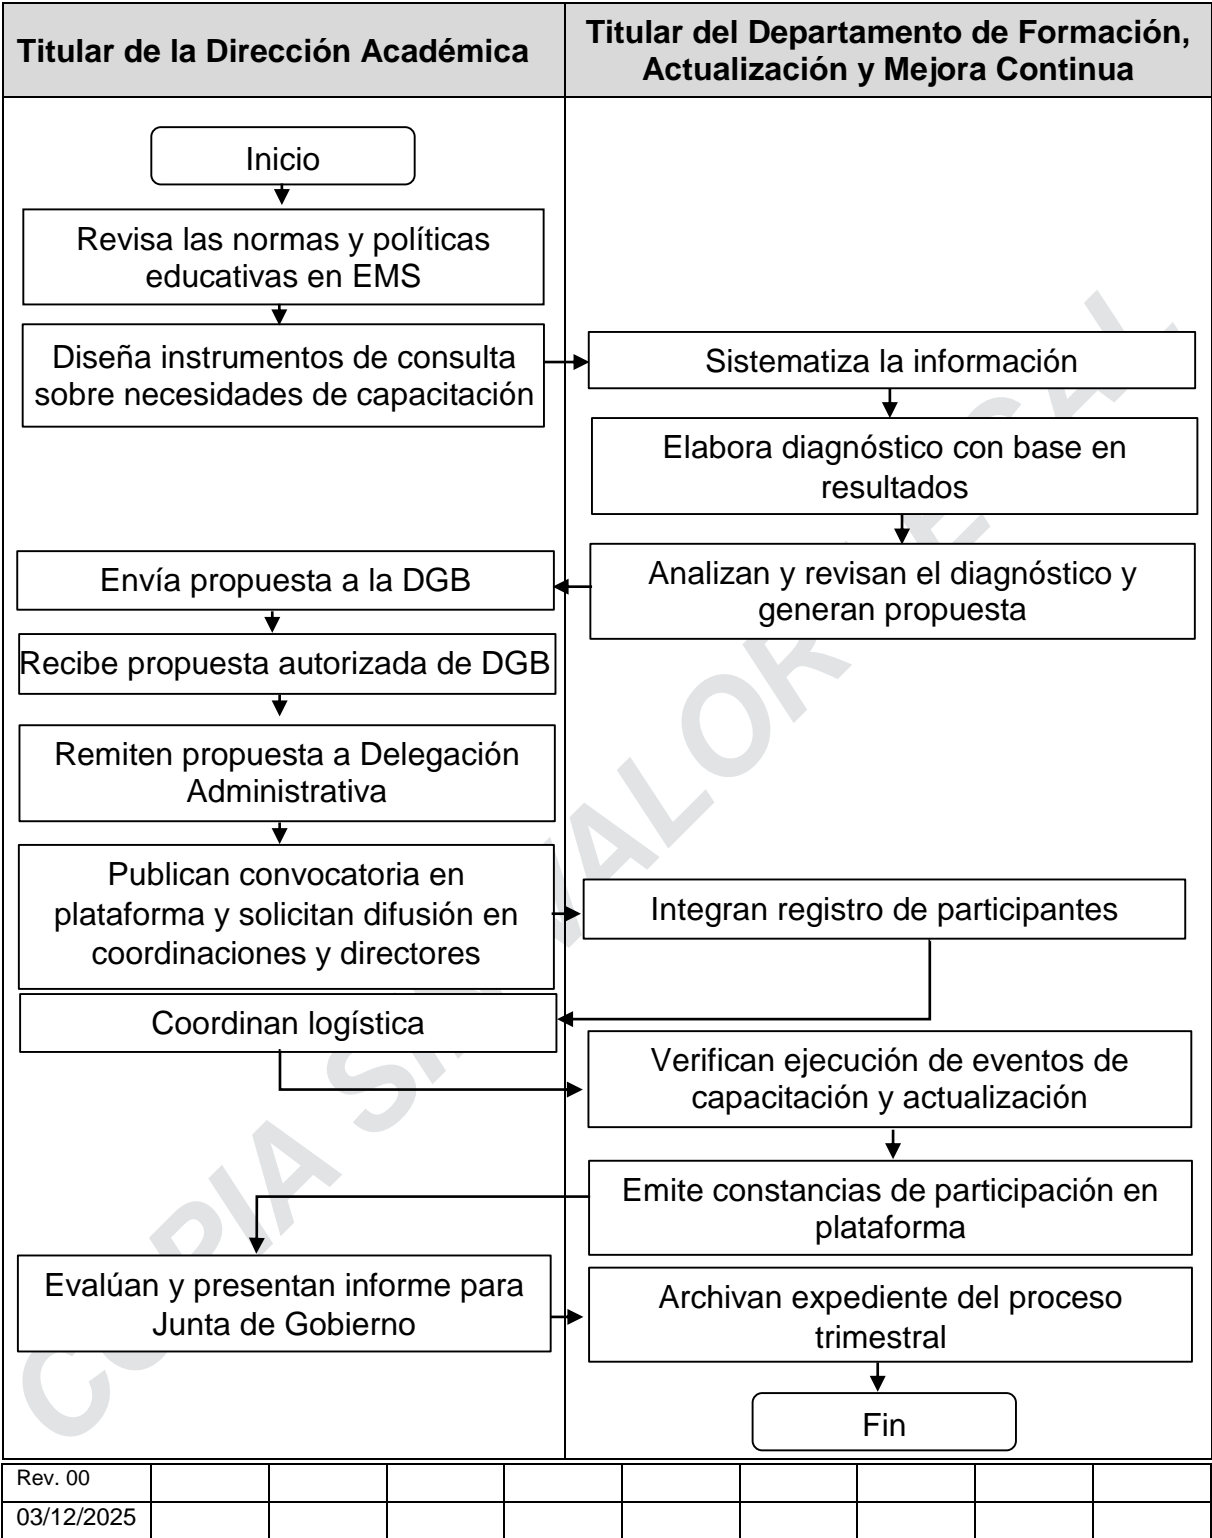 Titular de la Dirección Académica
Titular del Departamento de Formación,
Actualización y Mejora Continua
Inicio
Revisa las normas y políticas
educativas en EMS
Diseña instrumentos de consulta
sobre necesidades de capacitación
Sistematiza la información
Elabora diagnóstico con base en
resultados
Analizan y revisan el diagnóstico y
generan propuesta
Envía propuesta a la DGB
Recibe propuesta autorizada de DGB
Remiten propuesta a Delegación
Administrativa
Publican convocatoria en
plataforma y solicitan difusión en
coordinaciones y directores
Integran registro de participantes
Coordinan logística
Verifican ejecución de eventos de
capacitación y actualización
Emite constancias de participación en
plataforma
Evalúan y presentan informe para
Junta de Gobierno
Archivan expediente del proceso
trimestral
Fin
COPIA SIN VALOR LEGAL
Rev. 00
03/12/2025